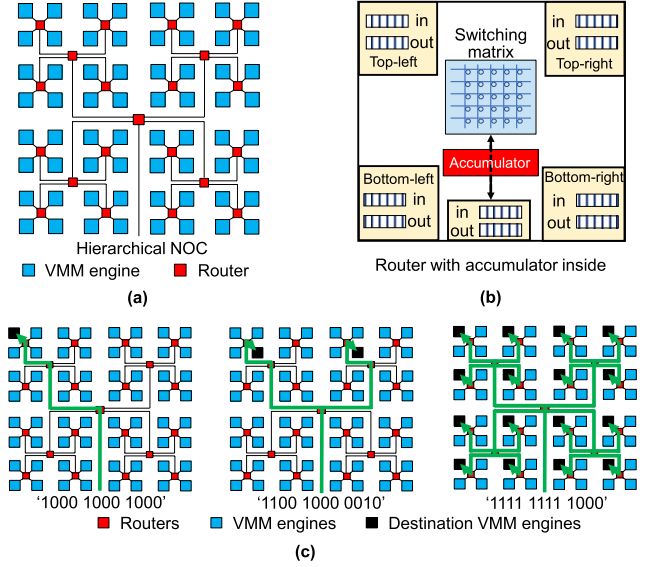 (a)
Hierarchical NOC
VMM engine
Router
in
out
Top-left
Switching
matrix
in
out
Top-right
Accumulator
Bottom-left
in
out
in
out
Bottom-right
in
out
Router with accumulator inside
(b)
‘1000 1000 1000’
‘1100 1000 0010’
‘1111 1111 1000’
Routers
VMM engines
Destination VMM engines
(c)